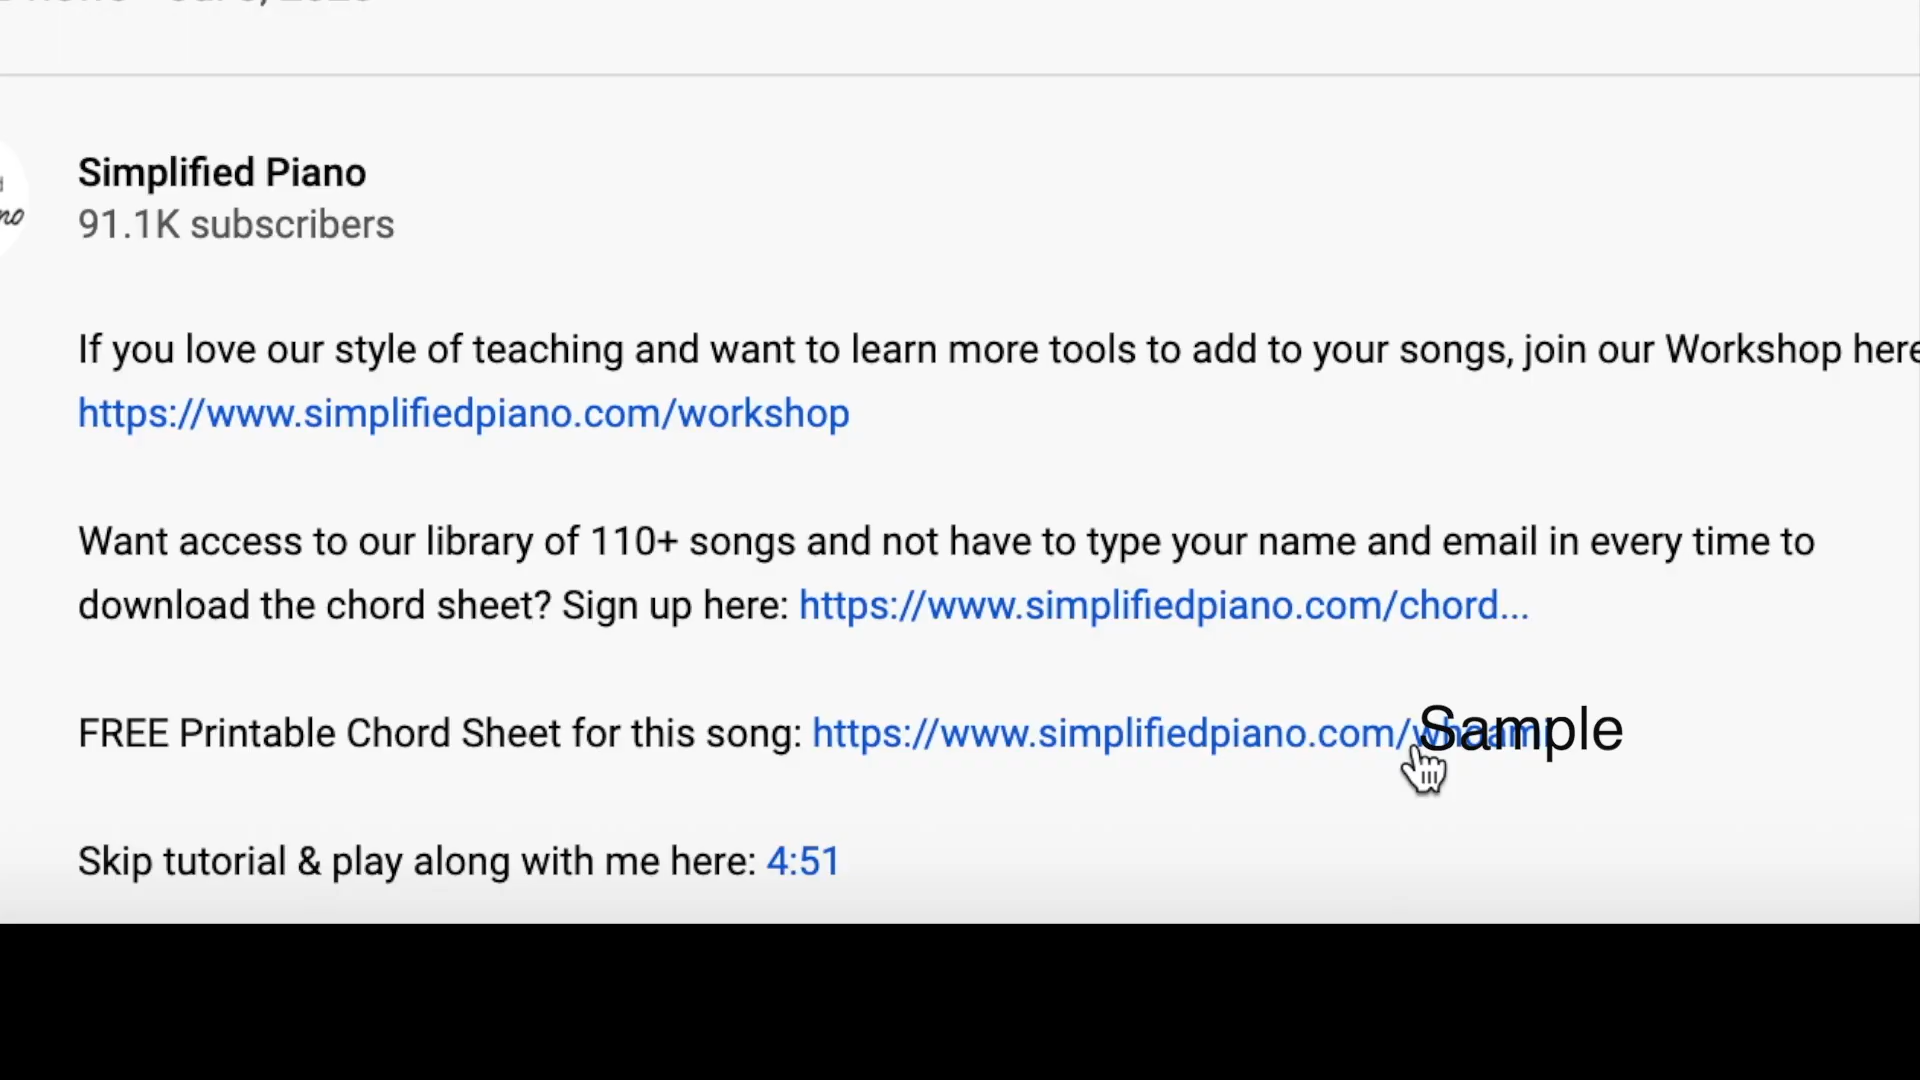 Simplified Piano
91.1K subscribers
no
If you love our style of teaching and want to learn more tools to add to your songs, join our Workshop here
https://www.simplifiedpiano.com/workshop
Want access to our library of 110+ songs and not have to type your name and email in every time to
download the chord sheet? Sign up here: https://www.simplifiedpiano.com/chord...
FREE Printable Chord Sheet for this song: https://www.simplifiedpiano.com/whoami
Sample
Skip tutorial & play along with me here: 4:51